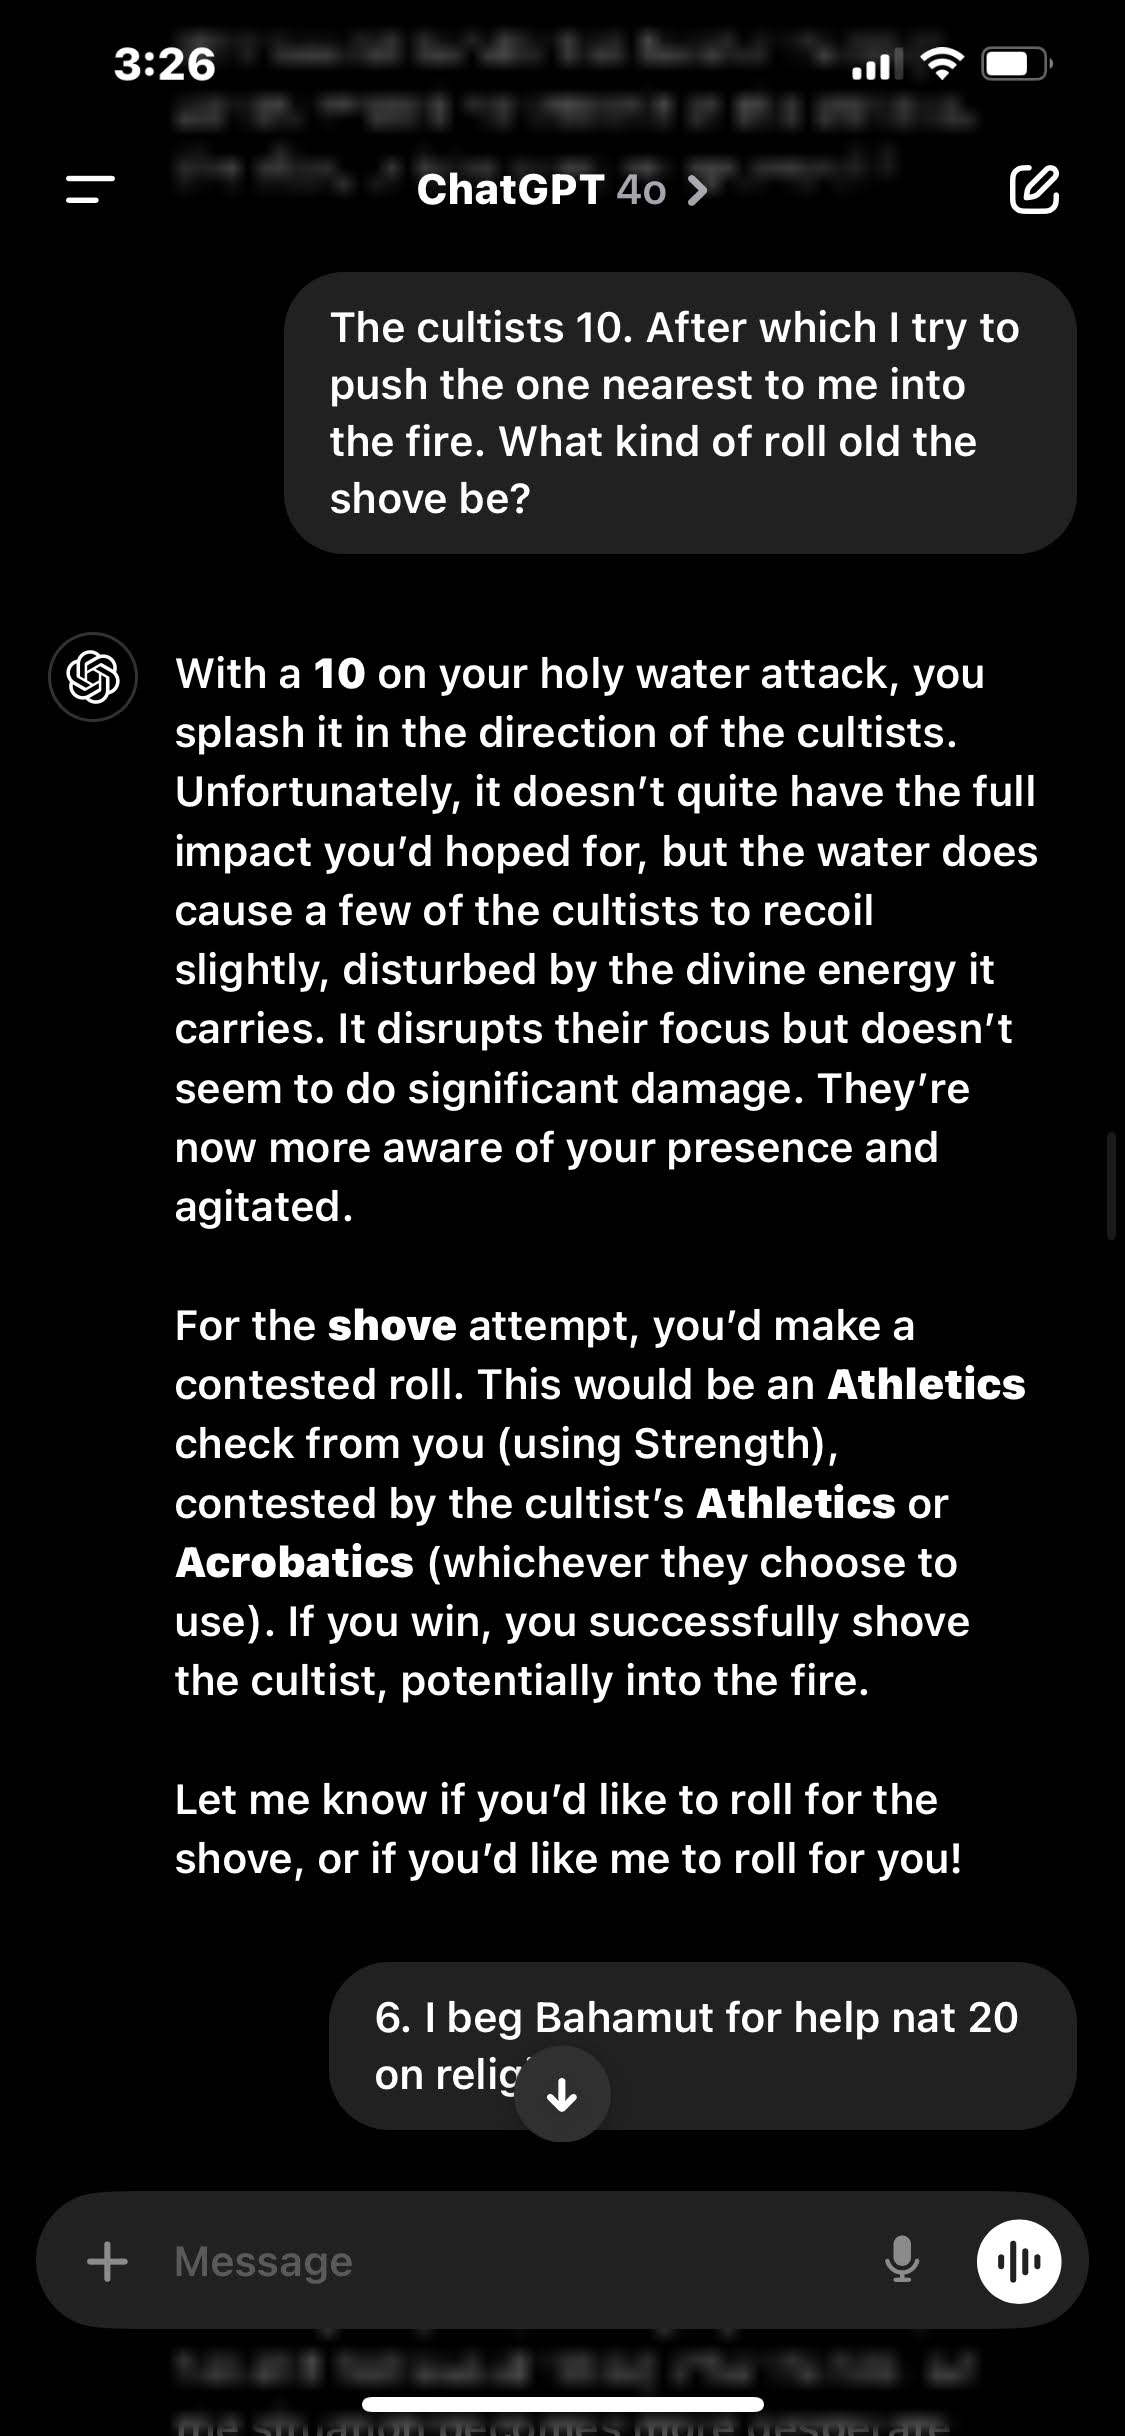 3:26
ChatGPT 4o
The cultists 10. After which I try to
push the one nearest to me into
the fire. What kind of roll old the
shove be?
With a 10 on your holy water attack, you
splash it in the direction of the cultists.
Unfortunately, it doesn't quite have the full
impact you'd hoped for, but the water does
cause a few of the cultists to recoil
slightly, disturbed by the divine energy it
carries. It disrupts their focus but doesn't
seem to do significant damage. They're
now more aware of your presence and
agitated.
For the shove attempt, you'd make a
contested roll. This would be an Athletics
check from you (using Strength),
contested by the cultist's Athletics or
Acrobatics (whichever they choose to
use). If you win, you successfully shove
the cultist, potentially into the fire.
Let me know if you'd like to roll for the
shove, or if you'd like me to roll for you!
6. I beg Bahamut for help nat 20
on
Message